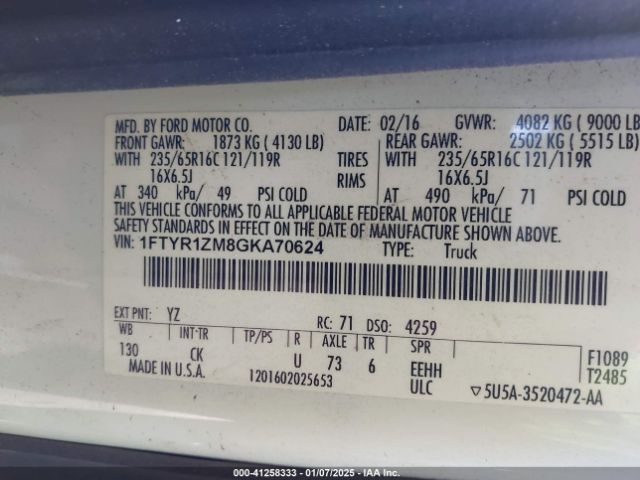 MFD. BY FORD MOTOR CO. DATE: 02/16 GVWR: 4082 KG ( 9000 LB)
FRONT GAWR: 1873 KG ( 4130 LB) REAR GAWR: 2502 KG ( 5515 LB)
WITH 235/65R16C 121/119R TIRES WITH 235/65R16C 121/119R
16X6.5J RIMS 16X6.5J
AT 340 kPa/ 49 PSI COLD AT 490 kPa/ 71 PSI COLD
THIS VEHICLE CONFORMS TO ALL APPLICABLE FEDERAL MOTOR VEHICLE
SAFETY STANDARDS IN EFFECT ON THE DATE OF MANUFACTURE SHOWN ABOVE.
VIN: 1FTYR1ZM8GKA70624 TYPE: Truck
EXT PNT: YZ RC: 71 DSO: 4259
WB INT TR TP/PS R AXLE TR SPR F1089
130 CK U 73 6 EEHH T2485
MADE IN U.S.A. 1201602025653 ULC ▽5U5A-3520472-AA
000-41258333 - 01/07/2025 - IAA Inc.